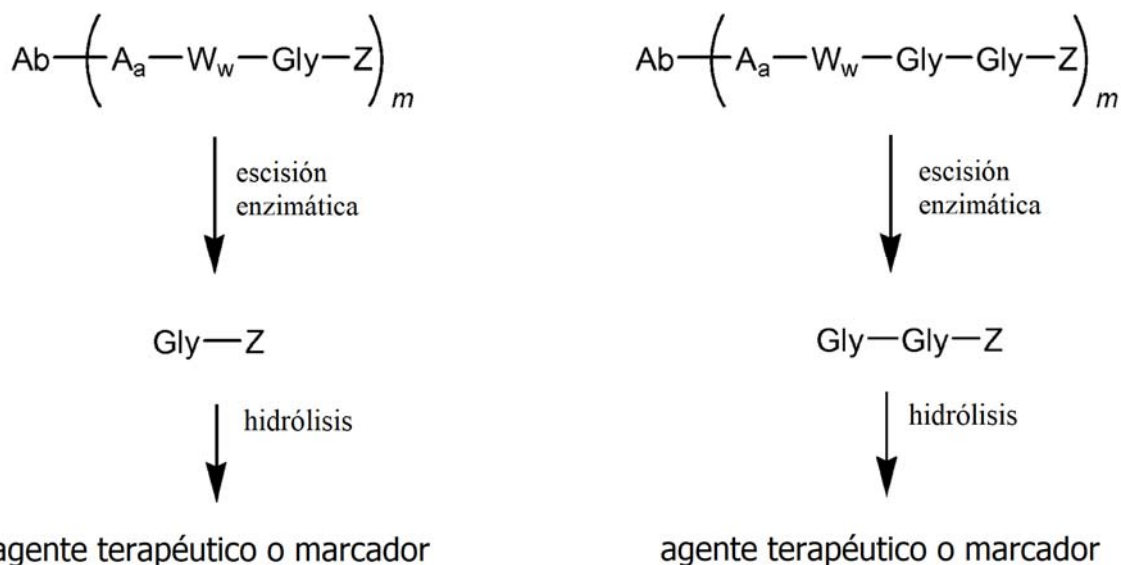 Ab—(A_a—W_w—Gly—Z)_m
Ab—(A_a—W_w—Gly—Gly—Z)_m
escisión
enzimática
escisión
enzimática
Gly—Z
Gly—Gly—Z
hidrólisis
hidrólisis
agente terapéutico o marcador
agente terapéutico o marcador